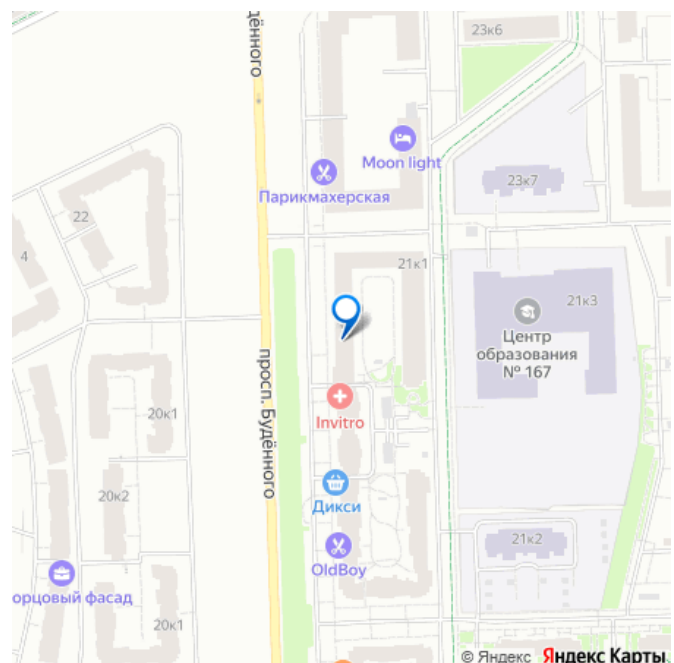 дённого
23к6
Moon light
23к7
Парикмахерская
22
4
21к1
21к3
Центр
образования
№ 167
просп. Будённого
Invitro
20к1
20к2
Дикси
21к2
OldBoy
орцовый фасад
20к1
© Яндекс Яндекс Карты